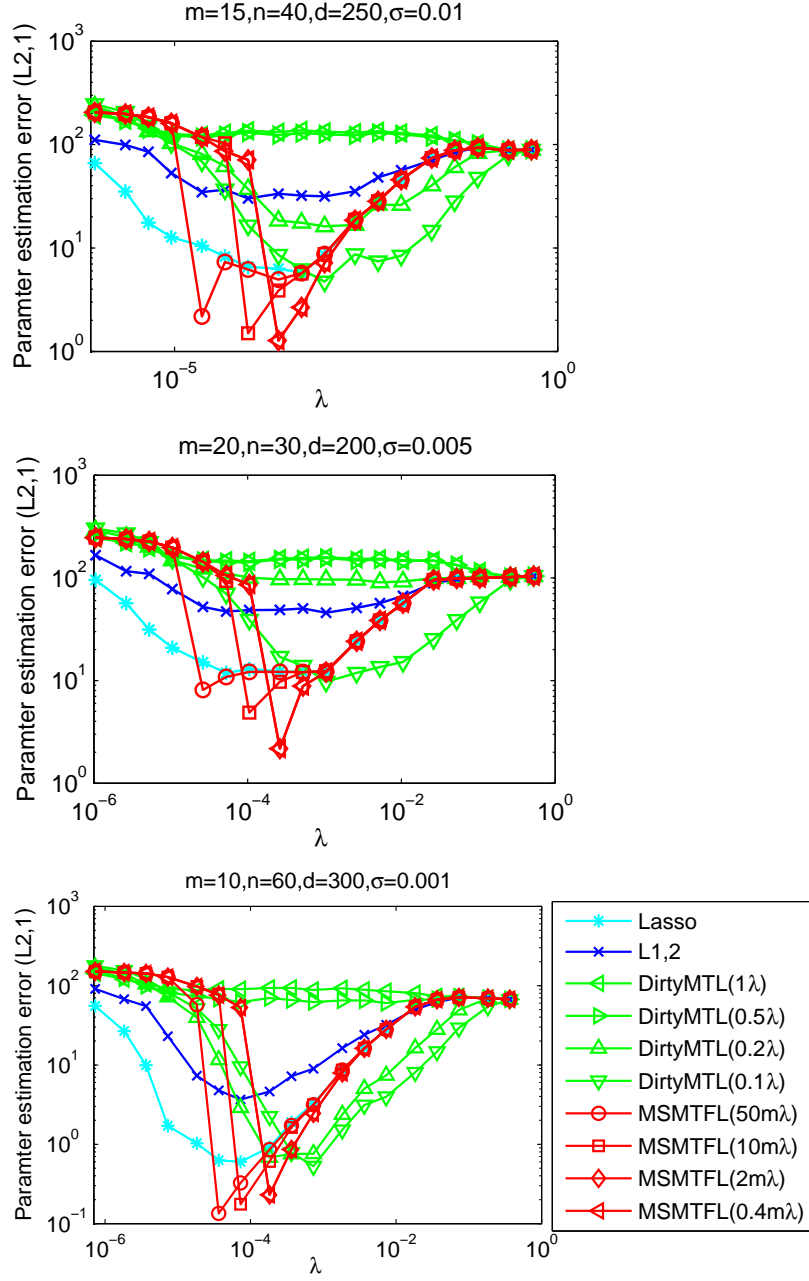 m=15,n=40,d=250,σ=0.01
10^3
10^2
10^1
10^0
Paramter estimation error (L2,1)
10^−5
10^0
λ
m=20,n=30,d=200,σ=0.005
10^3
10^2
10^1
10^0
Paramter estimation error (L2,1)
10^−6
10^−4
10^−2
10^0
λ
m=10,n=60,d=300,σ=0.001
10^3
10^2
10^1
10^0
10^−1
Paramter estimation error (L2,1)
10^−6
10^−4
10^−2
10^0
λ
Lasso
L1,2
DirtyMTL(1λ)
DirtyMTL(0.5λ)
DirtyMTL(0.2λ)
DirtyMTL(0.1λ)
MSMTFL(50mλ)
MSMTFL(10mλ)
MSMTFL(2mλ)
MSMTFL(0.4mλ)